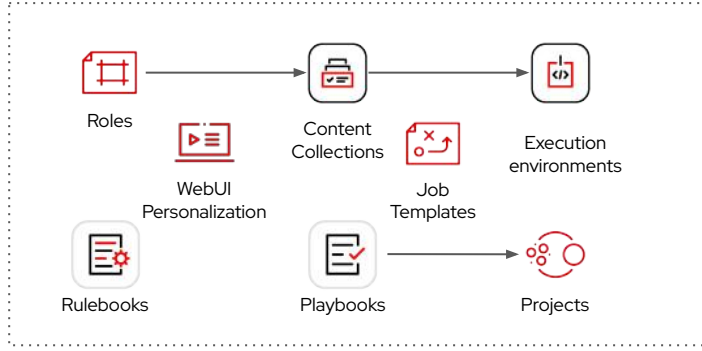 Roles
Content
Collections
Execution
environments
WebUI
Personalization
Job
Templates
Rulebooks
Playbooks
Projects